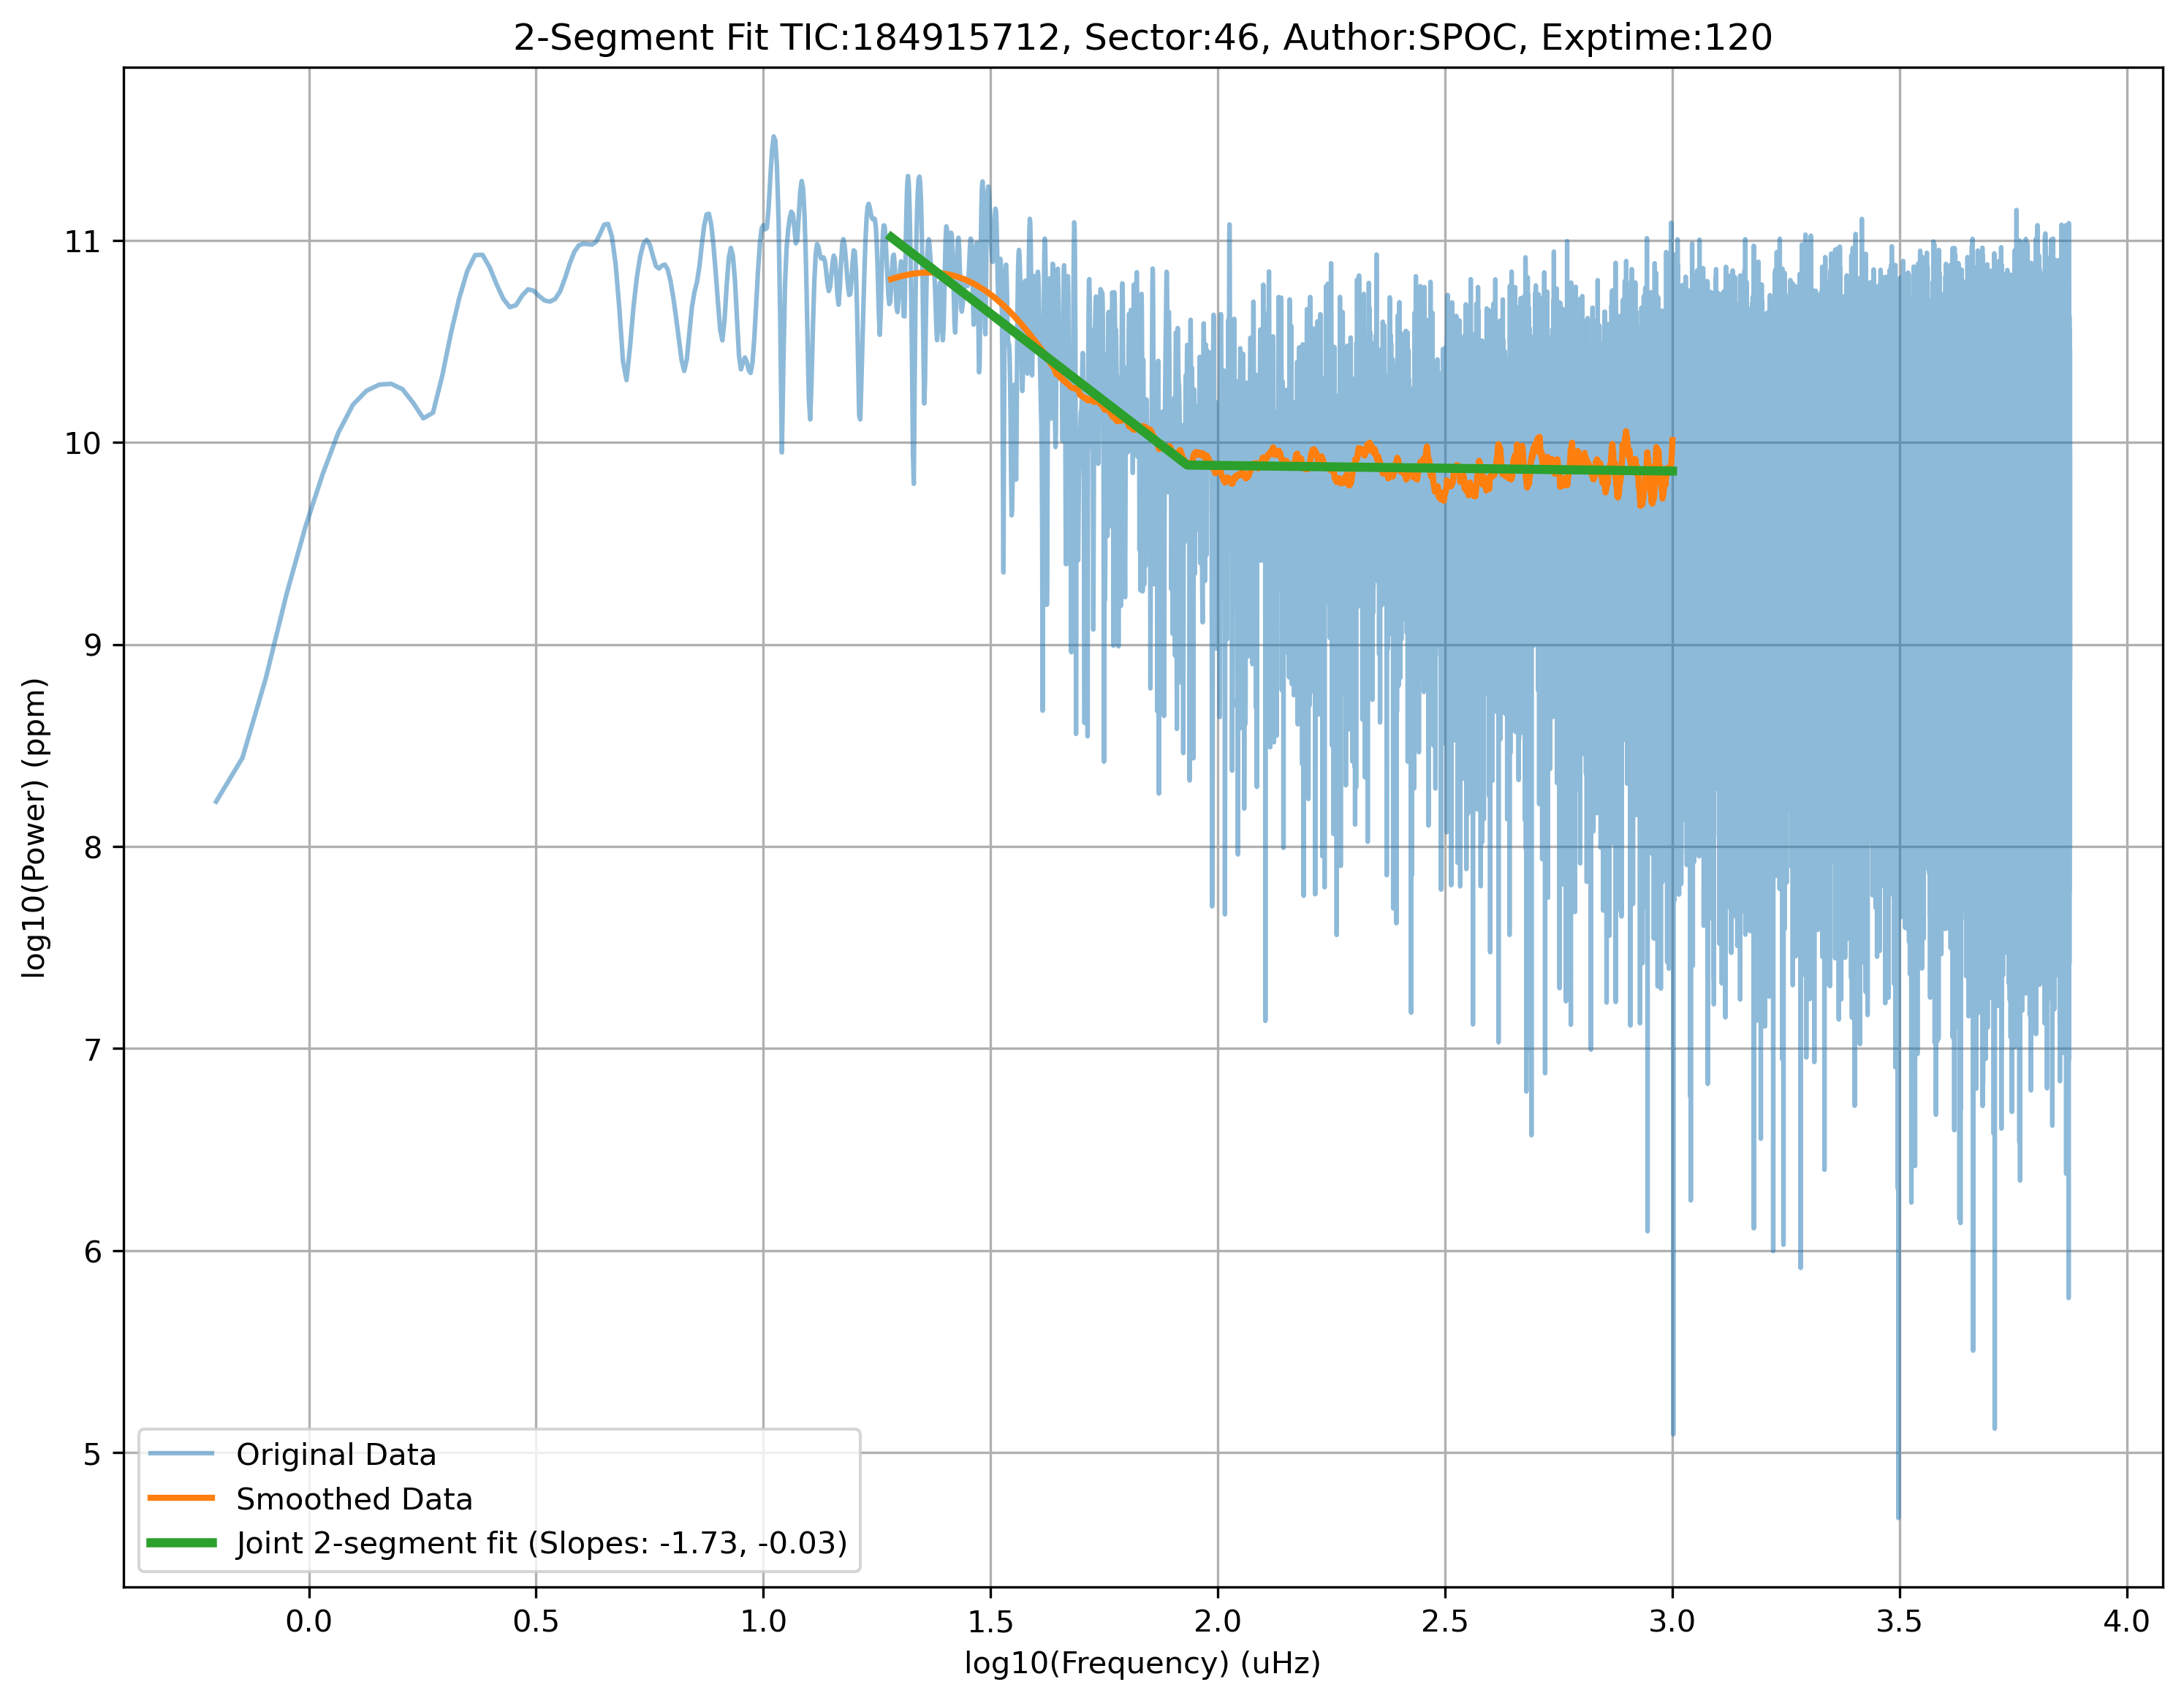 2-Segment Fit TIC:184915712, Sector:46, Author:SPOC, Exptime:120
log10(Power) (ppm)
11
10
9
8
7
6
5
Original Data
Smoothed Data
Joint 2-segment fit (Slopes: -1.73, -0.03)
0.0 0.5 1.0 1.5 2.0 2.5 3.0 3.5 4.0
log10(Frequency) (uHz)